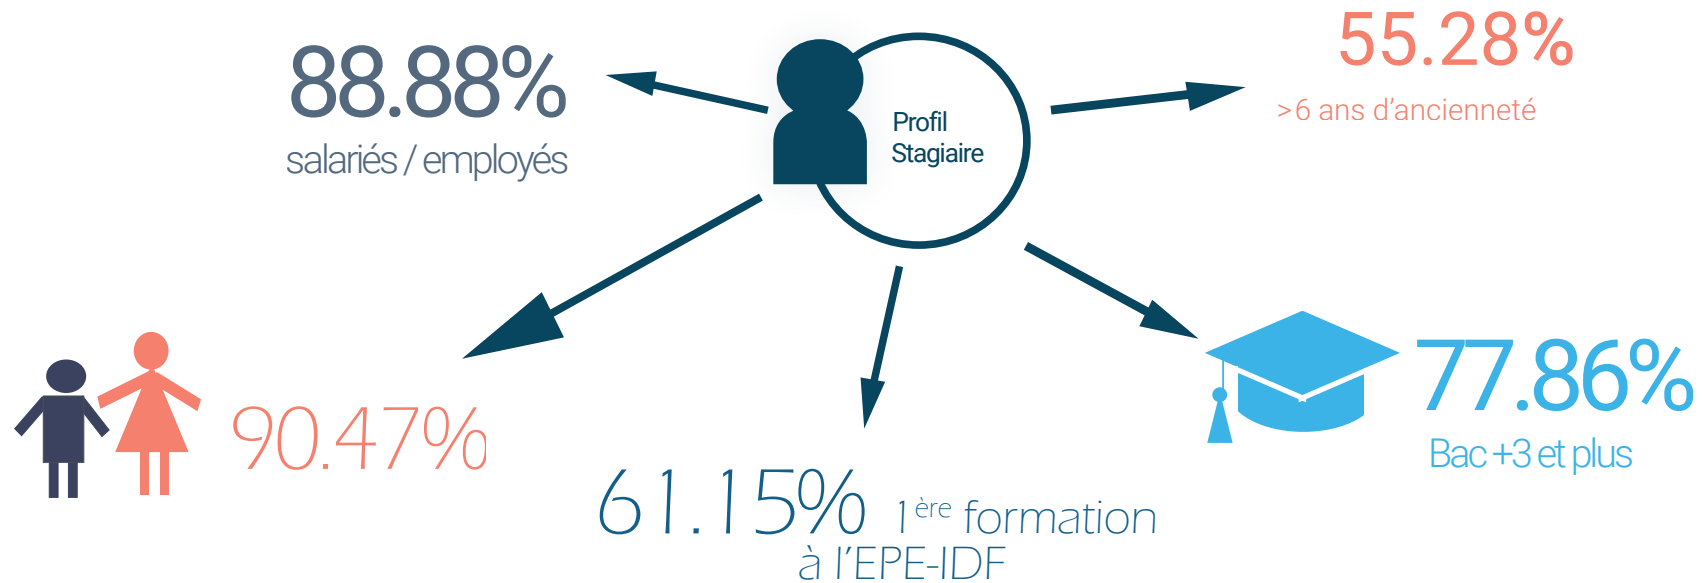 88.88%
salariés / employés
Profil
Stagiaire
55.28%
>6 ans d’ancienneté
90.47%
61.15% 1ère formation
à l’EPE-IDF
77.86%
Bac +3 et plus